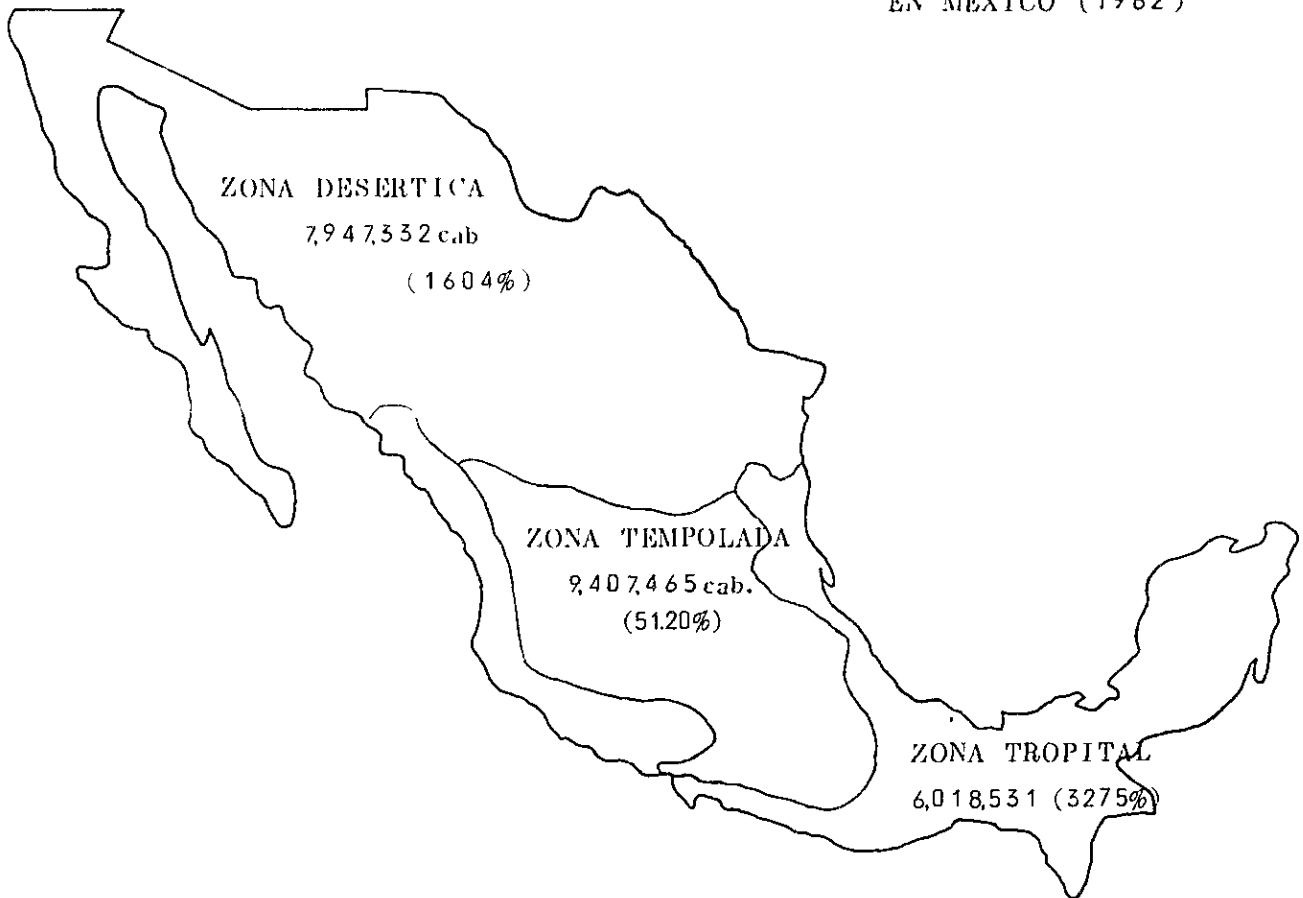 EN MEXICO (1982)
ZONA DESERTICA
7,947,332 cab
(1604%)
ZONA TEMPOLADA
9,407,465 cab.
(51.20%)
ZONA TROPITAL
6,018,531 (3275%)